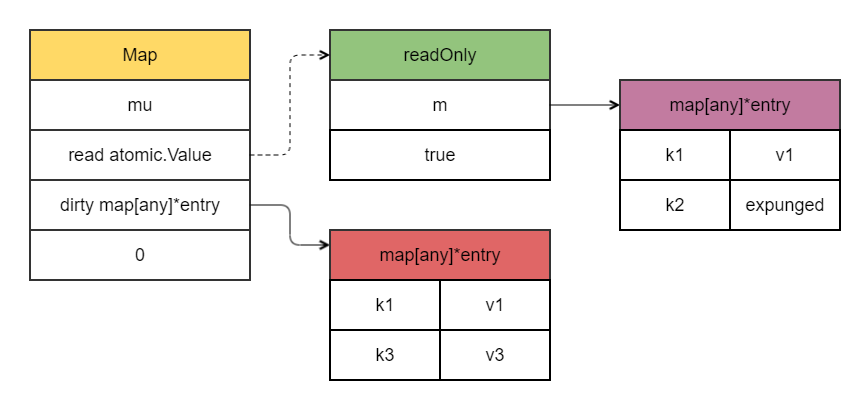 Map
mu
read atomic.Value
dirty map[any]*entry
0
readOnly
m
true
map[any]*entry
k1 v1
k2 expunged
map[any]*entry
k1 v1
k3 v3